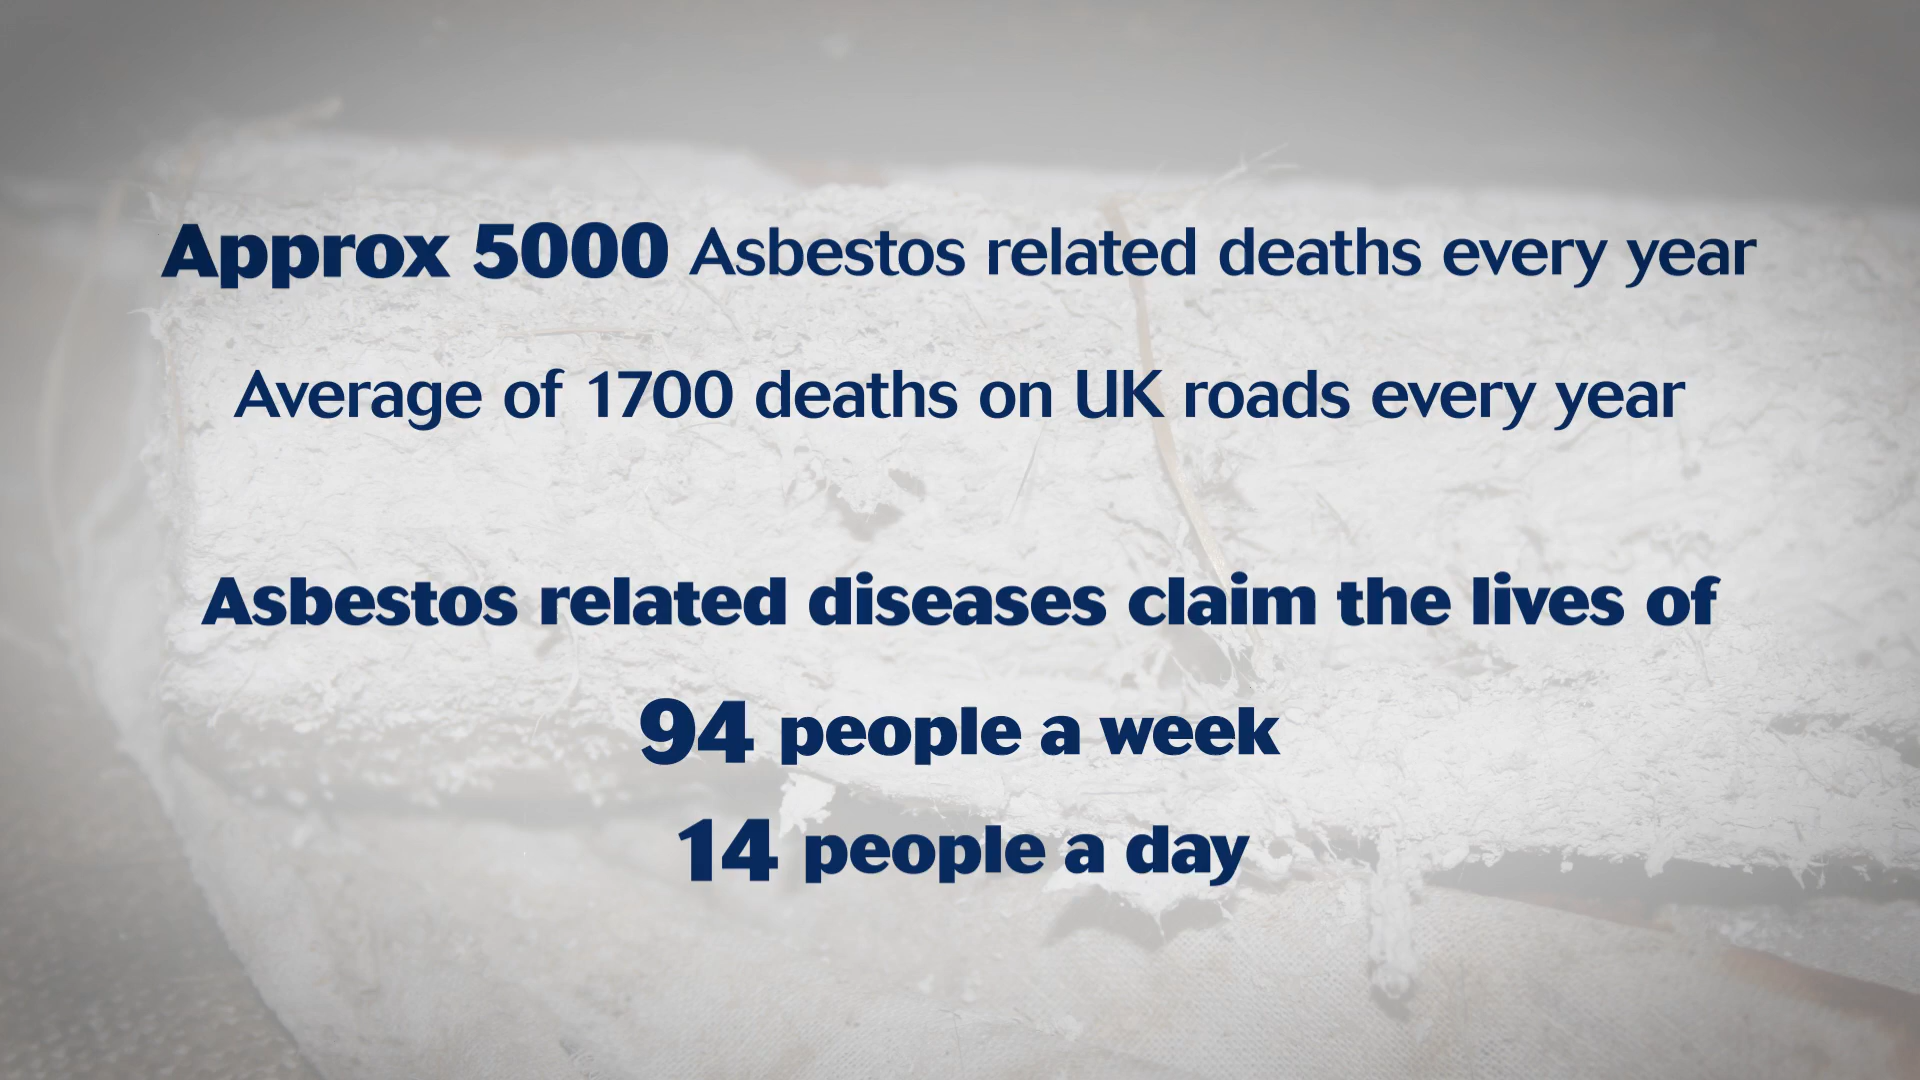 Approx 5000 Asbestos related deaths every year
Average of 1700 deaths on UK roads every year
Asbestos related diseases claim the lives of
94 people a week
14 people a day